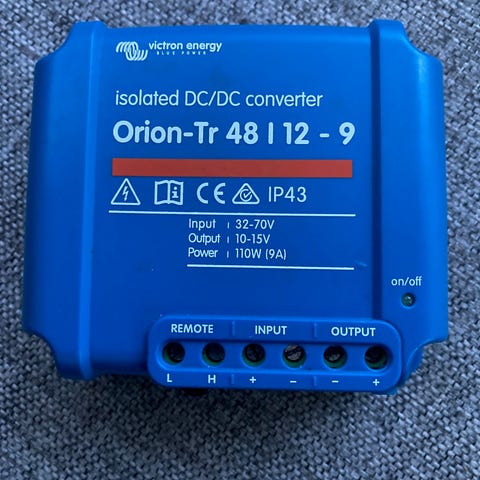 victron energy
BLUE POWER
isolated DC/DC converter
Orion-Tr 48 | 12 - 9
CE IP43
Input | 32-70V
Output | 10-15V
Power | 110W (9A)
on/off
REMOTE INPUT OUTPUT
L H + − − +